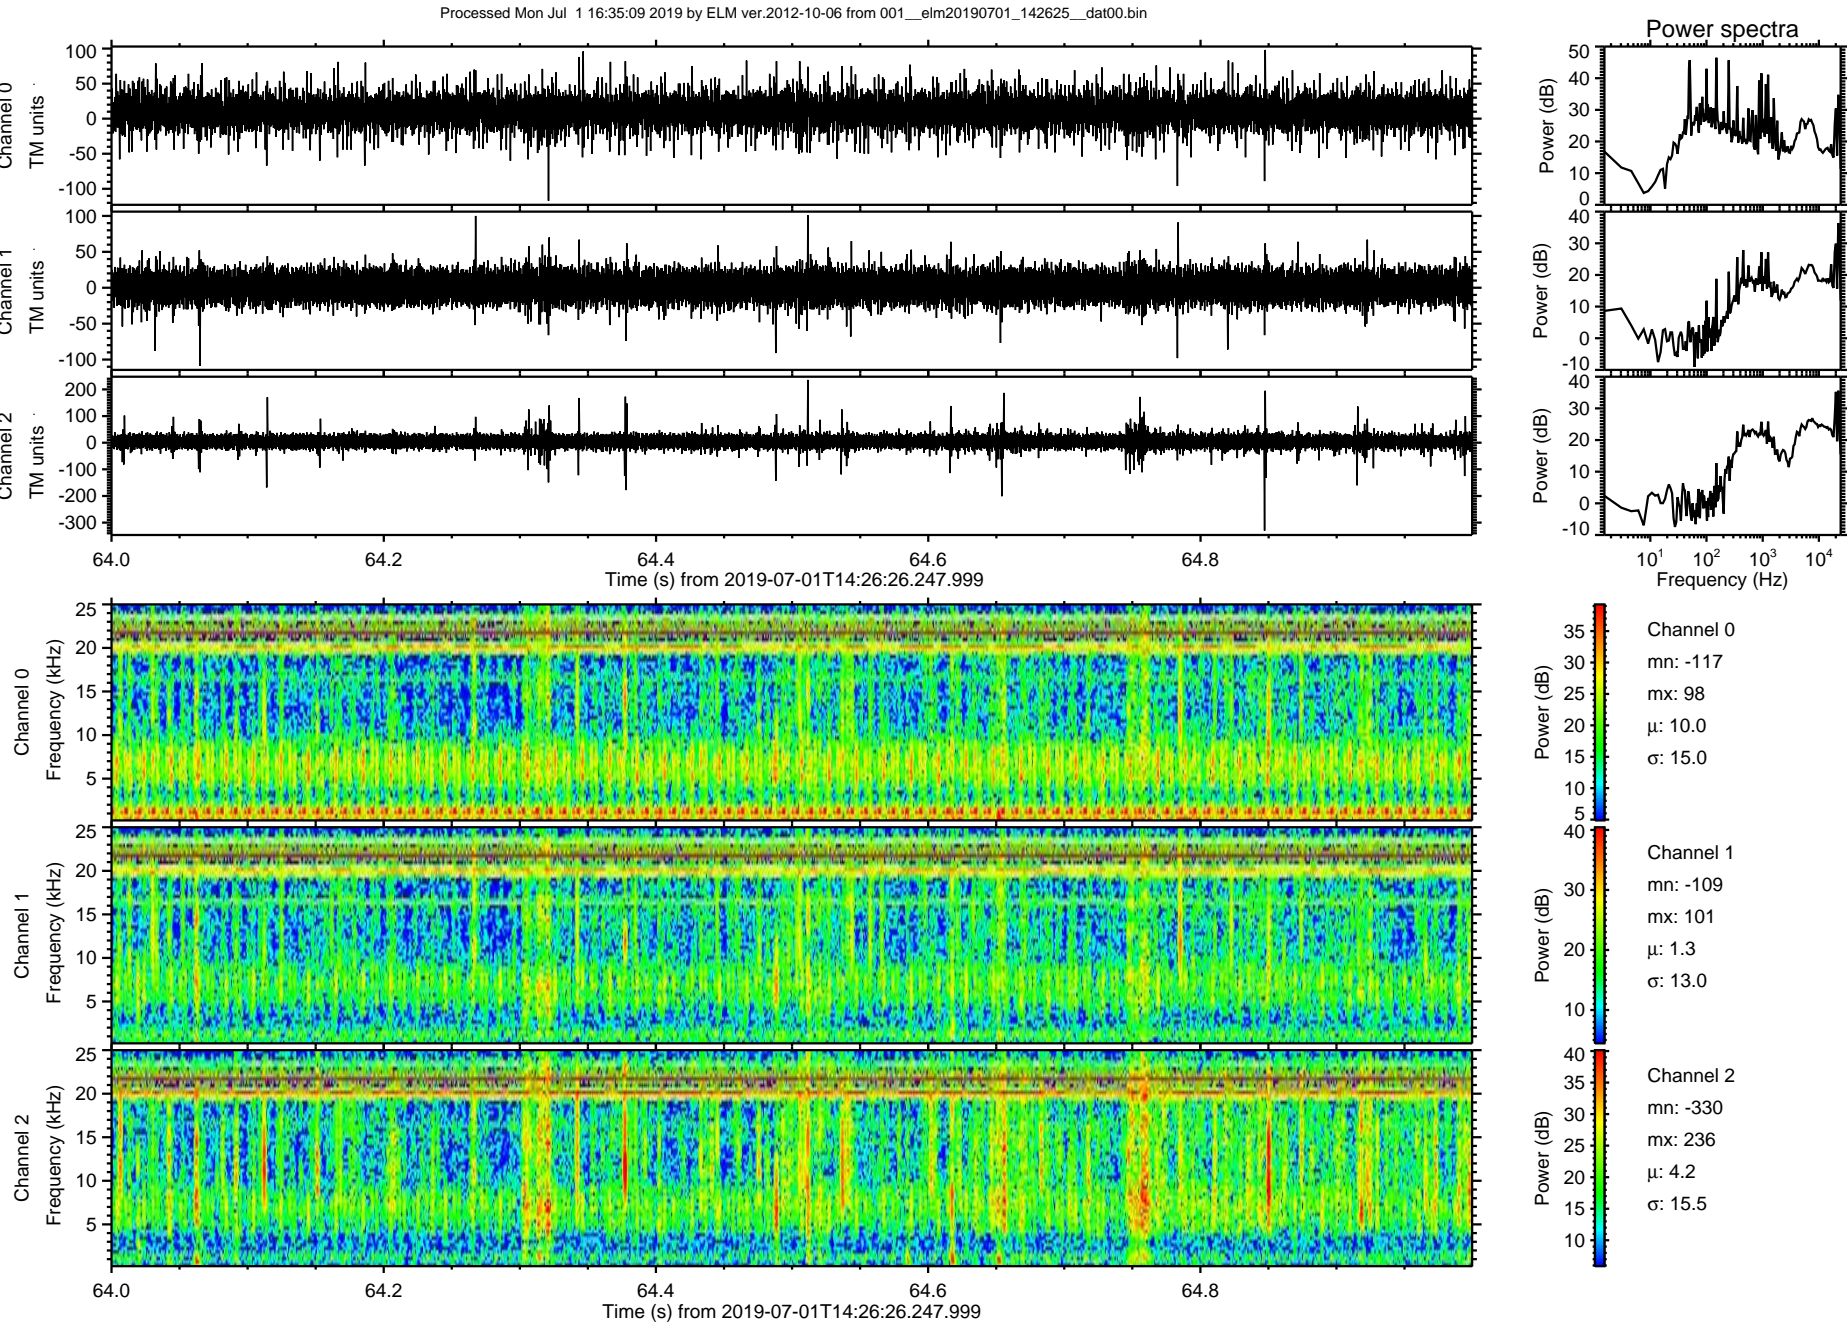 Processed Mon Jul  1 16:35:09 2019 by ELM ver.2012-10-06 from 001__elm20190701_142625__dat00.bin
Power spectra
Channel 0
TM units
100
50
0
-50
-100
Power (dB)
50
40
30
20
10
0
Channel 1
TM units
100
50
0
-50
-100
Power (dB)
40
30
20
10
0
-10
Channel 2
TM units
200
100
0
-100
-200
-300
Power (dB)
40
30
20
10
0
-10
64.0 64.2 64.4 64.6 64.8
Time (s) from 2019-07-01T14:26:26.247.999
10^1 10^2 10^3 10^4
Frequency (Hz)
Channel 0
Frequency (kHz)
25
20
15
10
5
Power (dB)
35
30
25
20
15
10
5
Channel 0
mn: -117
mx: 98
μ: 10.0
σ: 15.0
Channel 1
Frequency (kHz)
25
20
15
10
5
Power (dB)
40
30
20
10
Channel 1
mn: -109
mx: 101
μ: 1.3
σ: 13.0
Channel 2
Frequency (kHz)
25
20
15
10
5
Power (dB)
40
35
30
25
20
15
10
Channel 2
mn: -330
mx: 236
μ: 4.2
σ: 15.5
64.0 64.2 64.4 64.6 64.8
Time (s) from 2019-07-01T14:26:26.247.999